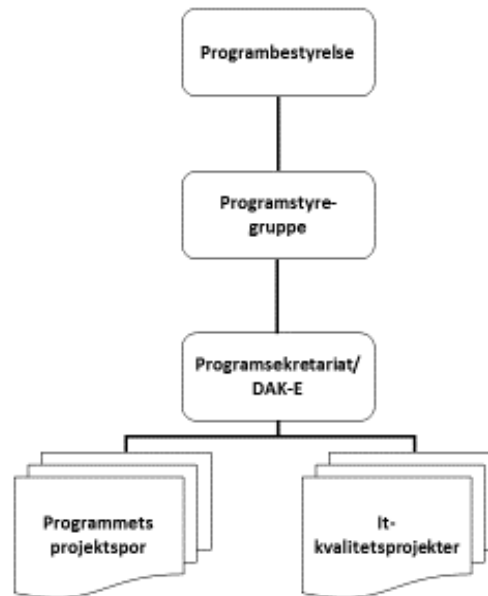 Programbestyrelse
Programstyre-
gruppe
Programsekretariat/
DAK-E
Programmets
projektspor
It-
kvalitetsprojekter